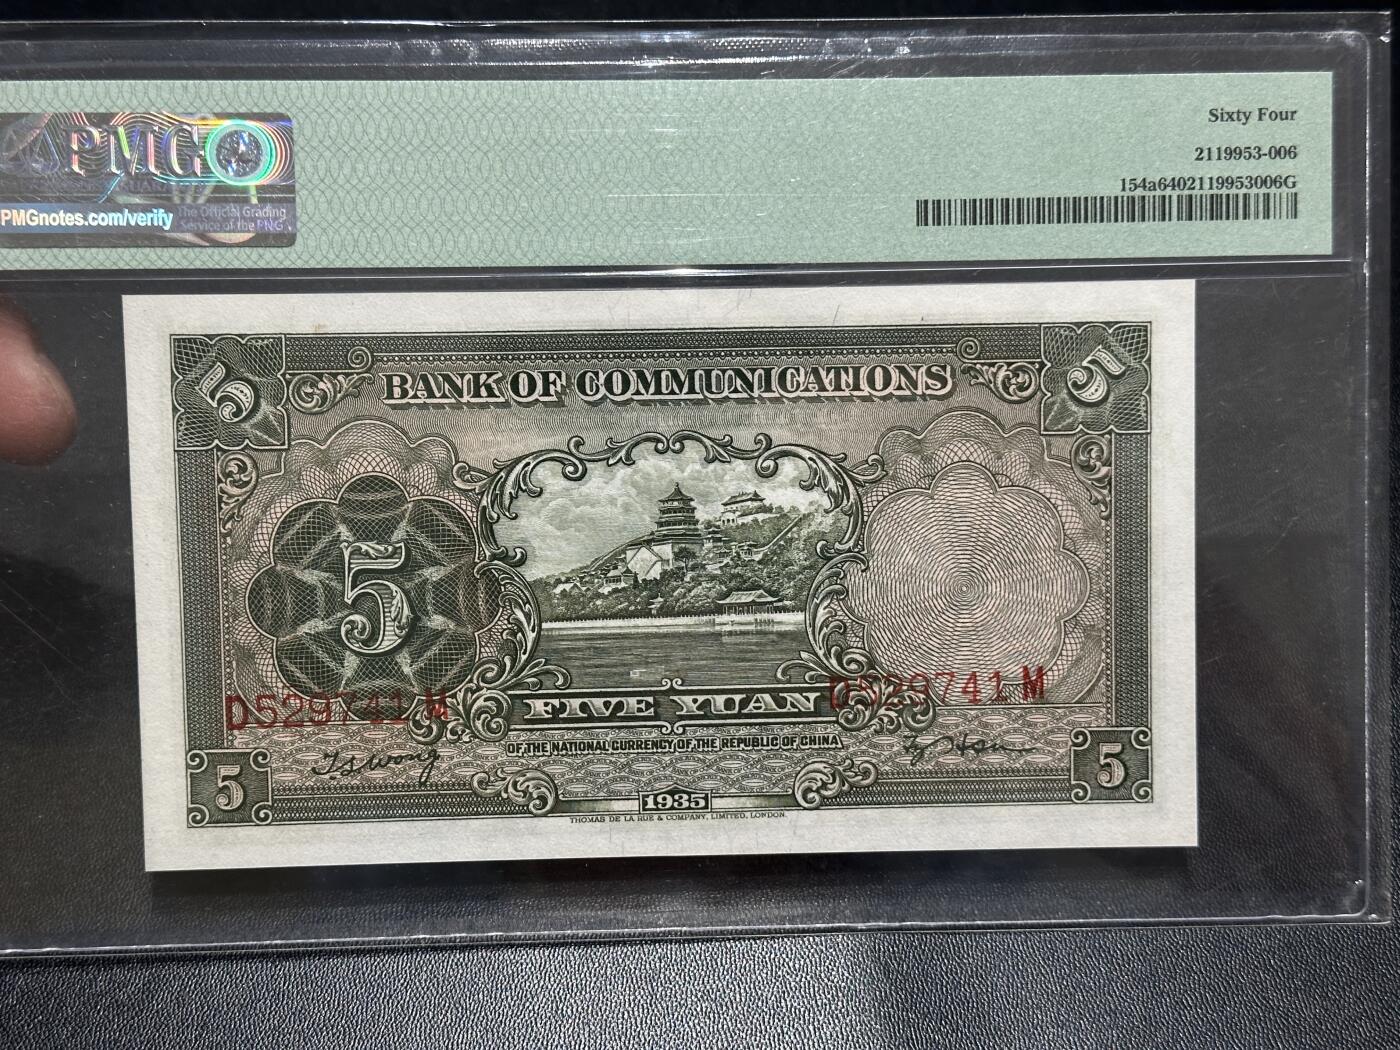 Sixty Four
2119953-006
154a6402119953006G
PMG
PMGnotes.com/verify
The Official Grading
Service of the PNG
5 5
BANK OF COMMUNICATIONS
5
D529741 M D529741 M
FIVE YUAN
OF THE NATIONAL CURRENCY OF THE REPUBLIC OF CHINA
T S Wong
5 5
1935
THOMAS DE LA RUE & COMPANY, LIMITED, LONDON.